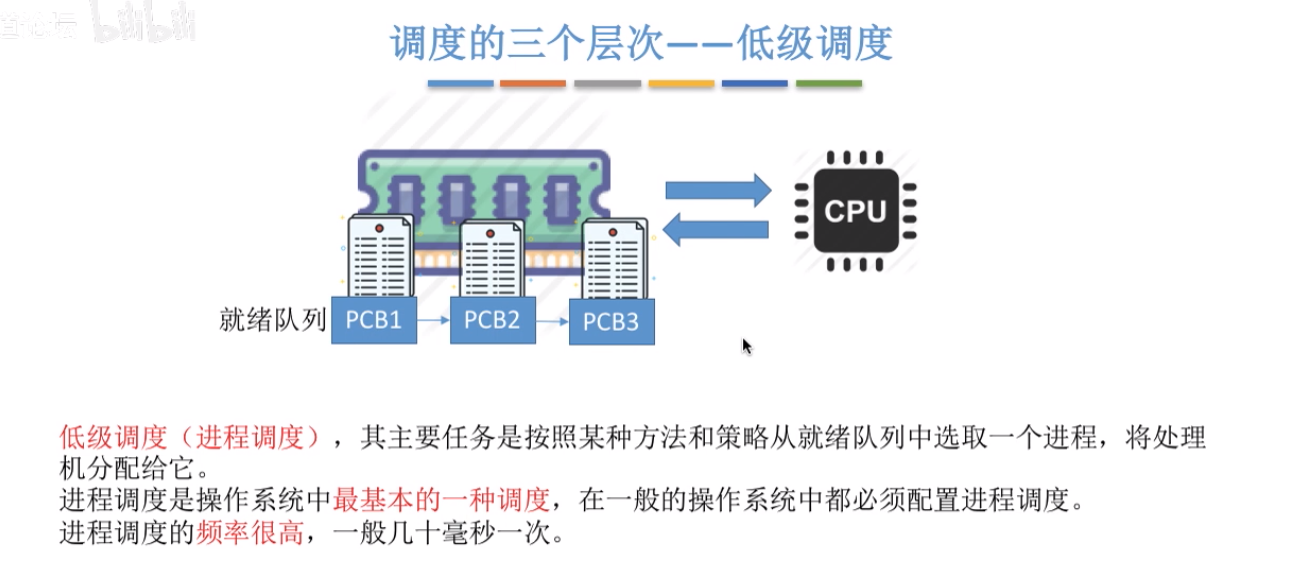 bilibili
调度的三个层次——低级调度
CPU
就绪队列 PCB1 PCB2 PCB3
低级调度（进程调度），其主要任务是按照某种方法和策略从就绪队列中选取一个进程，将处理
机分配给它。
进程调度是操作系统中最基本的一种调度，在一般的操作系统中都必须配置进程调度。
进程调度的频率很高，一般几十毫秒一次。